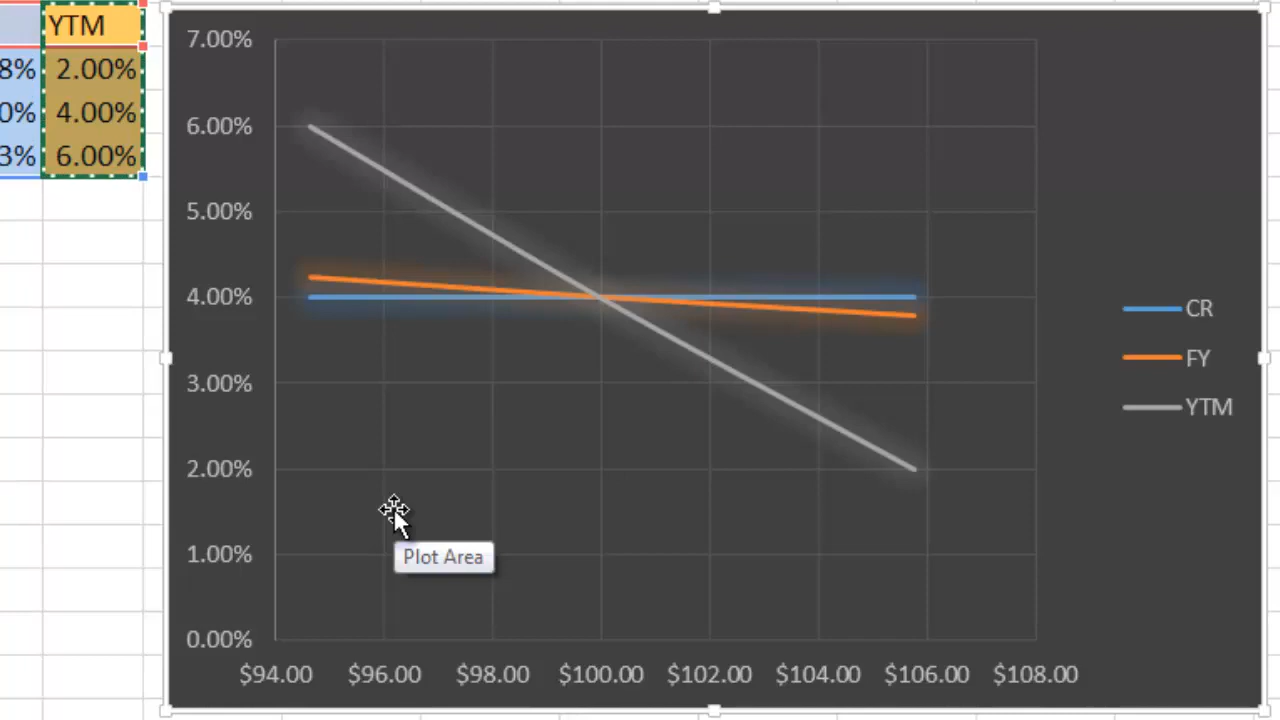 YTM
8% 2.00%
0% 4.00%
3% 6.00%
7.00%
6.00%
5.00%
4.00%
3.00%
2.00%
1.00%
0.00%
$94.00 $96.00 $98.00 $100.00 $102.00 $104.00 $106.00 $108.00
CR
FY
YTM
Plot Area